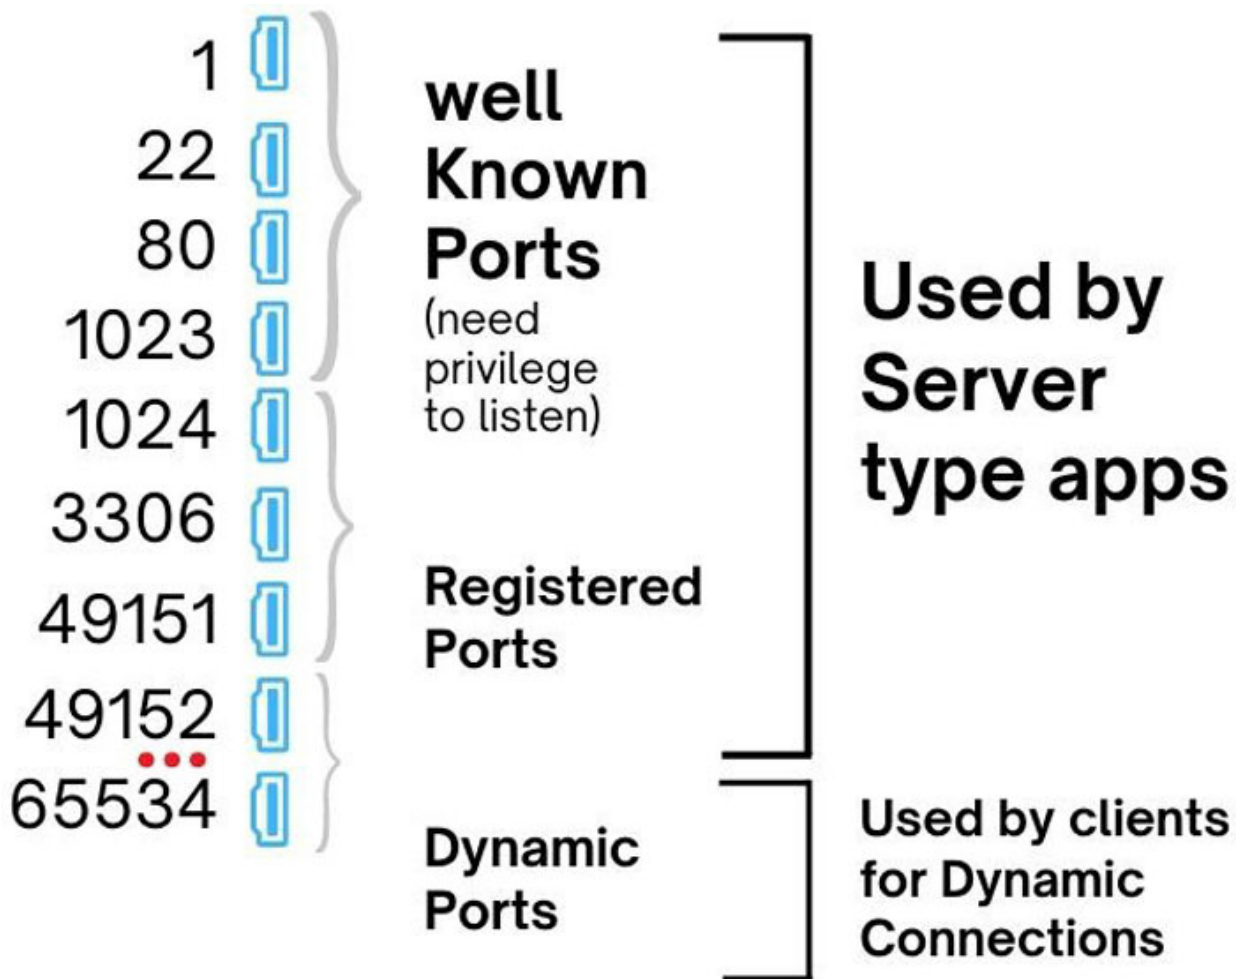 1
22
80
1023
1024
3306
49151
49152
65534
well
Known
Ports
(need
privilege
to listen)
Registered
Ports
Dynamic
Ports
Used by
Server
type apps
Used by clients
for Dynamic
Connections